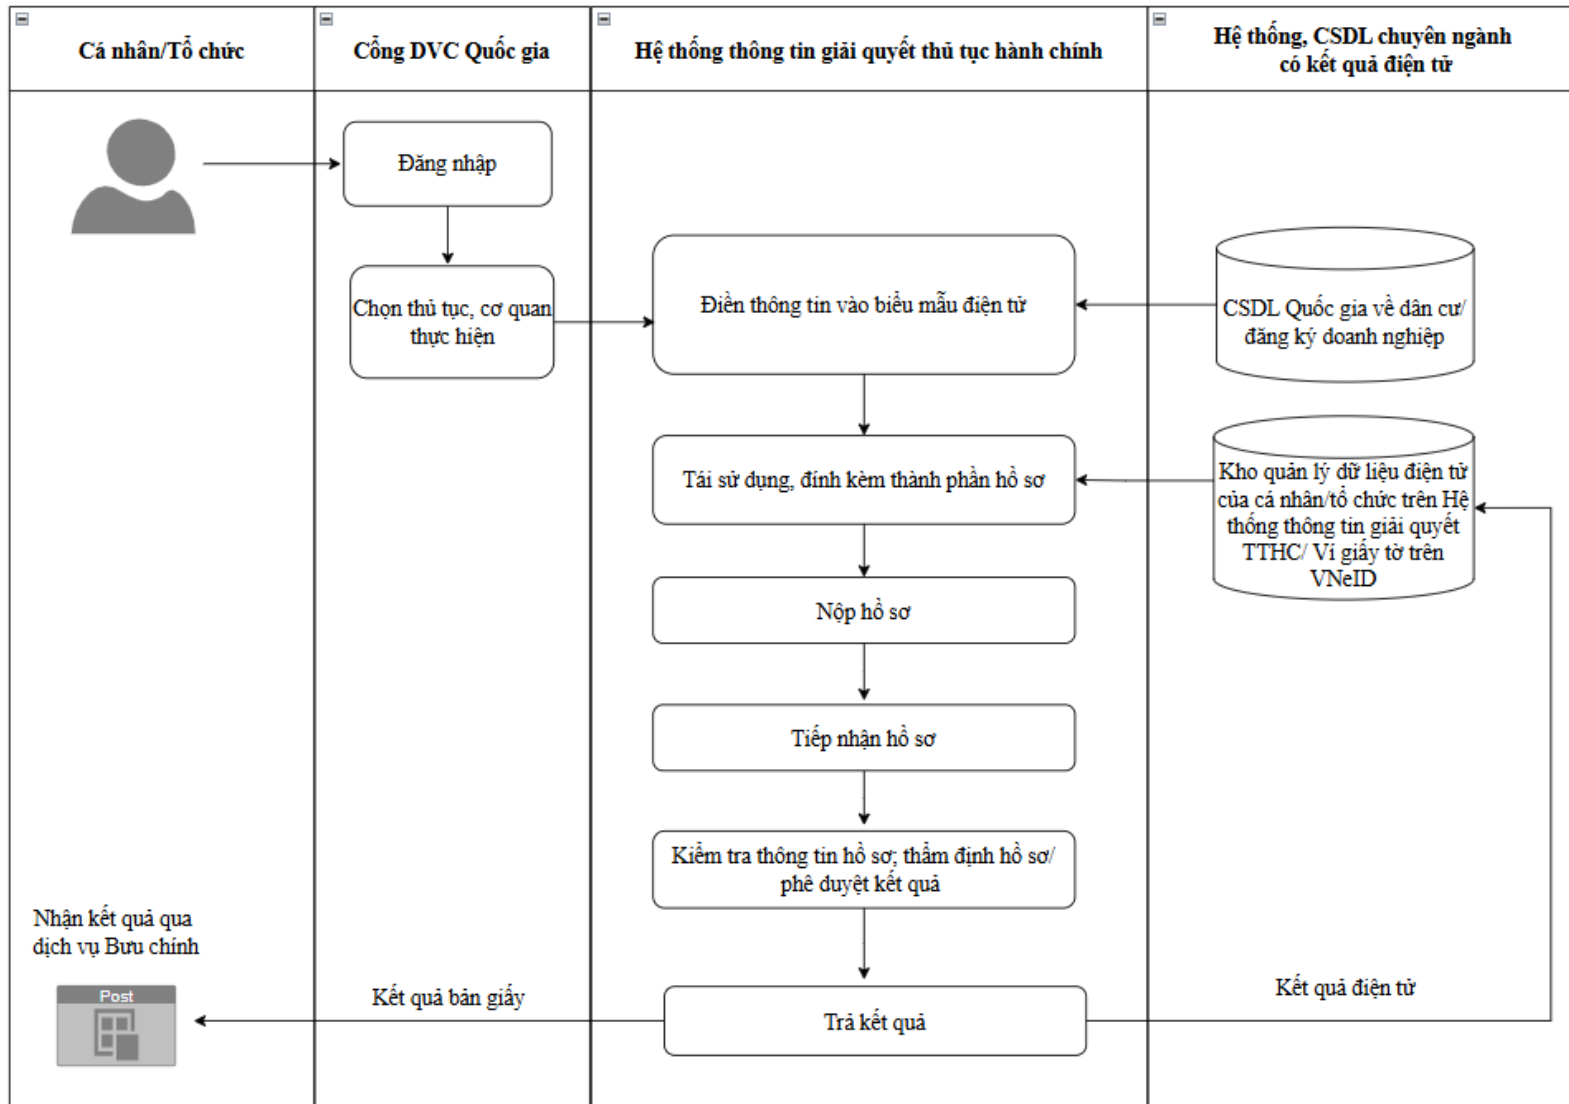 Cá nhân/Tổ chức
Cổng DVC Quốc gia
Hệ thống thông tin giải quyết thủ tục hành chính
Hệ thống, CSDL chuyên ngành
có kết quả điện tử
Đăng nhập
Chọn thủ tục, cơ quan
thực hiện
Điền thông tin vào biểu mẫu điện tử
CSDL Quốc gia về dân cư/
đăng ký doanh nghiệp
Tái sử dụng, đính kèm thành phần hồ sơ
Kho quản lý dữ liệu điện tử
của cá nhân/tổ chức trên Hệ
thống thông tin giải quyết
TTHC/ Ví giấy tờ trên
VNeID
Nộp hồ sơ
Tiếp nhận hồ sơ
Kiểm tra thông tin hồ sơ; thẩm định hồ sơ/
phê duyệt kết quả
Nhận kết quả qua
dịch vụ Bưu chính
Post
Kết quả bản giấy
Trả kết quả
Kết quả điện tử